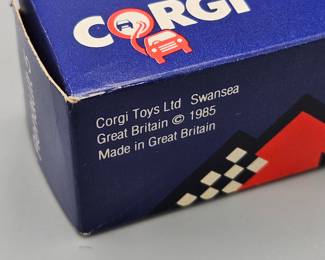 CORGI
Corgi Toys Ltd Swansea
Great Britain © 1985
Made in Great Britain